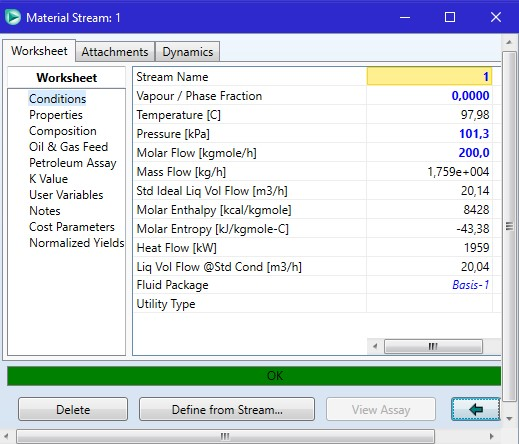 Material Stream: 1
Worksheet Attachments Dynamics
Worksheet
Conditions
Properties
Composition
Oil & Gas Feed
Petroleum Assay
K Value
User Variables
Notes
Cost Parameters
Normalized Yields
Stream Name 1
Vapour / Phase Fraction 0,0000
Temperature [C] 97,98
Pressure [kPa] 101,3
Molar Flow [kgmole/h] 200,0
Mass Flow [kg/h] 1,759e+004
Std Ideal Liq Vol Flow [m3/h] 20,14
Molar Enthalpy [kcal/kgmole] 8428
Molar Entropy [kJ/kgmole-C] -43,38
Heat Flow [kW] 1959
Liq Vol Flow @Std Cond [m3/h] 20,04
Fluid Package Basis-1
Utility Type
OK
Delete Define from Stream... View Assay